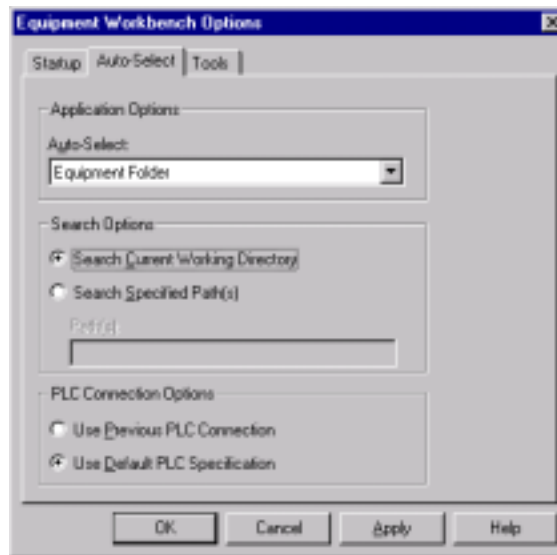 Equipment Workbench Options
Startup Auto-Select Tools
Application Options
Auto-Select:
Equipment Folder
Search Options
Search Current Working Directory
Search Specified Path(s)
Path(s):
PLC Connection Options
Use Previous PLC Connection
Use Default PLC Specification
OK Cancel Apply Help